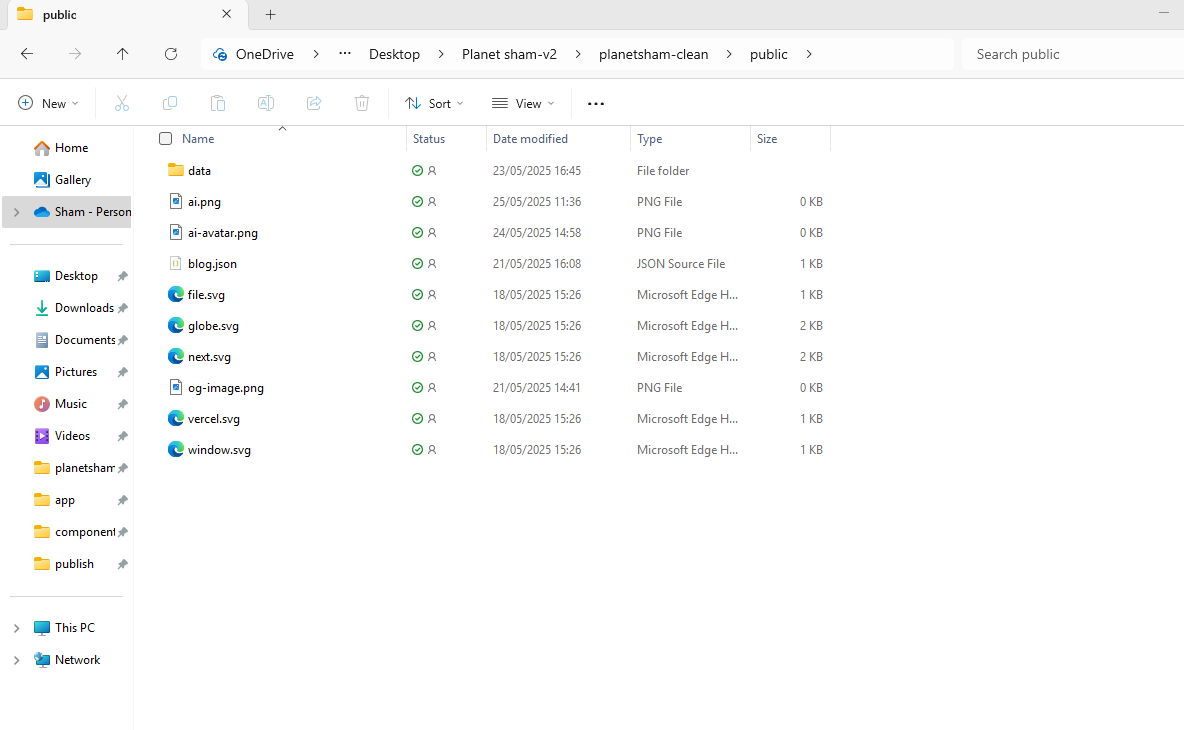 public
OneDrive > ... Desktop > Planet sham-v2 > planetsham-clean > public >
Search public
New
Sort
View
Name Status Date modified Type Size
Home
Gallery
Sham - Person
Desktop
Downloads
Documents
Pictures
Music
Videos
planetsham
app
component
publish
This PC
Network
data 23/05/2025 16:45 File folder
ai.png 25/05/2025 11:36 PNG File 0 KB
ai-avatar.png 24/05/2025 14:58 PNG File 0 KB
blog.json 21/05/2025 16:08 JSON Source File 1 KB
file.svg 18/05/2025 15:26 Microsoft Edge H... 1 KB
globe.svg 18/05/2025 15:26 Microsoft Edge H... 2 KB
next.svg 18/05/2025 15:26 Microsoft Edge H... 2 KB
og-image.png 21/05/2025 14:41 PNG File 0 KB
vercel.svg 18/05/2025 15:26 Microsoft Edge H... 1 KB
window.svg 18/05/2025 15:26 Microsoft Edge H... 1 KB